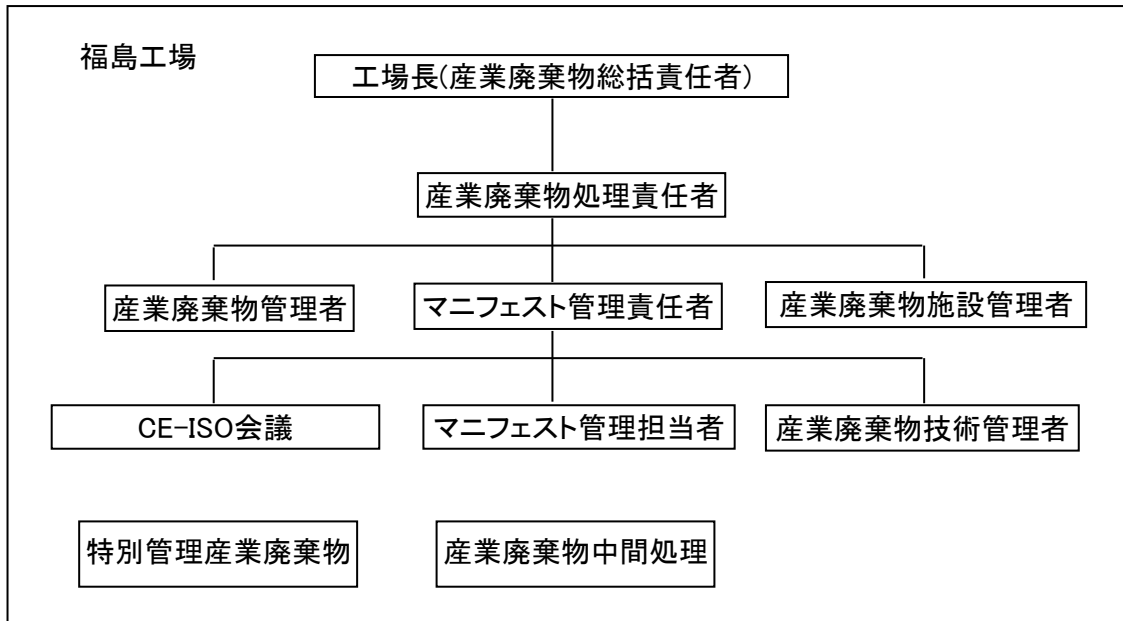 福島工場
工場長(産業廃棄物総括責任者)
産業廃棄物処理責任者
産業廃棄物管理者
マニフェスト管理責任者
産業廃棄物施設管理者
CE-ISO会議
マニフェスト管理担当者
産業廃棄物技術管理者
特別管理産業廃棄物
産業廃棄物中間処理